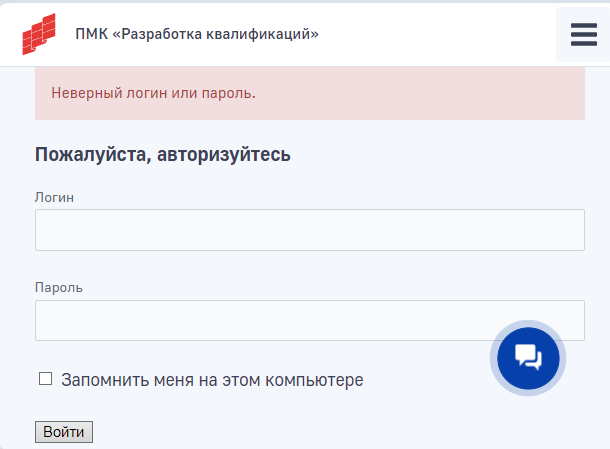 ПМК «Разработка квалификаций»
Неверный логин или пароль.
Пожалуйста, авторизуйтесь
Логин
Пароль
Запомнить меня на этом компьютере
Войти